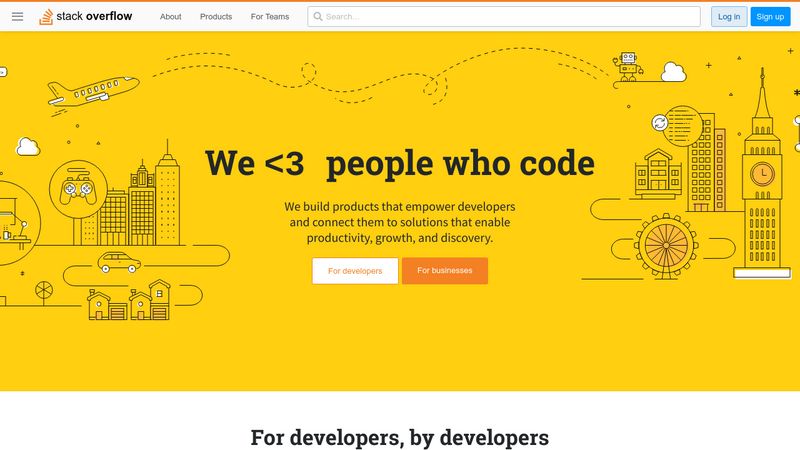 stack overflow
About
Products
For Teams
Search...
Log in
Sign up
We <3 people who code
We build products that empower developers
and connect them to solutions that enable
productivity, growth, and discovery.
For developers
For businesses
For developers, by developers